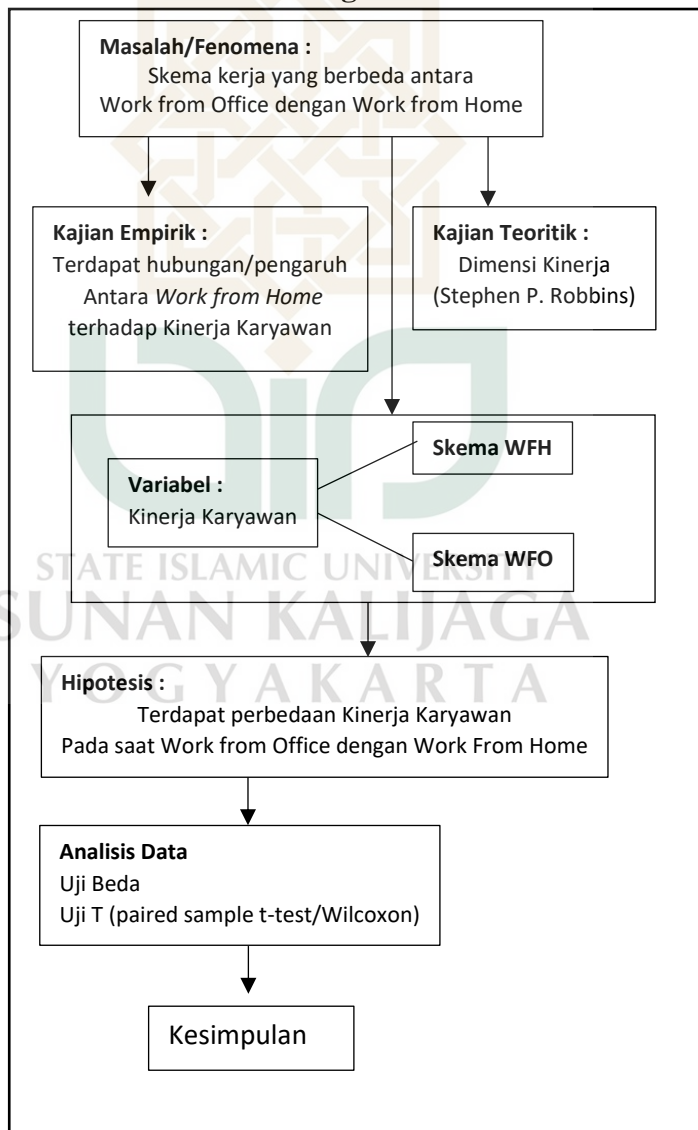 Masalah/Fenomena :
Skema kerja yang berbeda antara
Work from Office dengan Work from Home
Kajian Empirik :
Terdapat hubungan/pengaruh
Antara Work from Home
terhadap Kinerja Karyawan
Kajian Teoritik :
Dimensi Kinerja
(Stephen P. Robbins)
Variabel :
Kinerja Karyawan
Skema WFH
Skema WFO
STATE ISLAMIC UNIVERSITY
SUNAN KALIJAGA
YOGYAKARTA
Hipotesis :
Terdapat perbedaan Kinerja Karyawan
Pada saat Work from Office dengan Work From Home
Analisis Data
Uji Beda
Uji T (paired sample t-test/Wilcoxon)
Kesimpulan